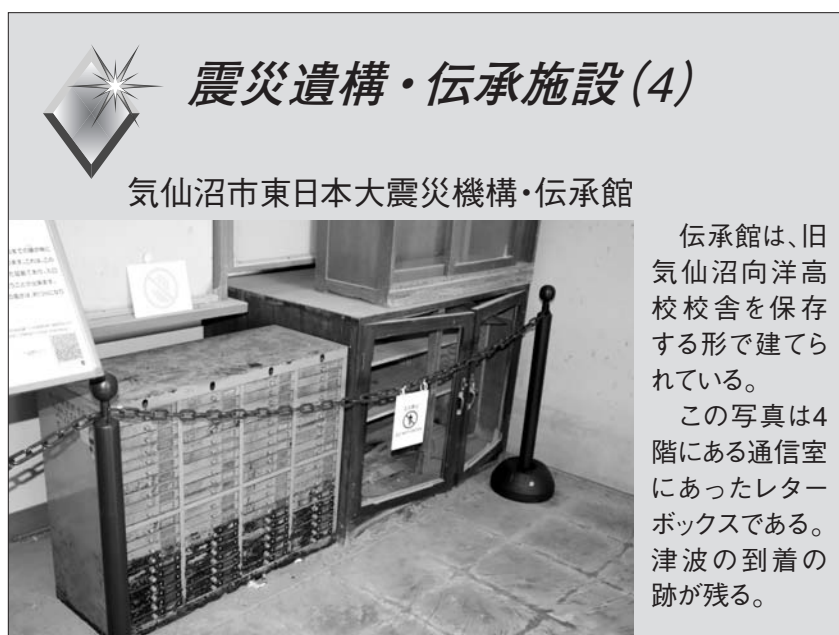 震災遺構・伝承施設(4)
気仙沼市東日本大震災機構・伝承館
伝承館は、旧
気仙沼向洋高
校校舎を保存
する形で建てら
れている。
この写真は4
階にある通信室
にあったレター
ボックスである。
津波の到着の
跡が残る。